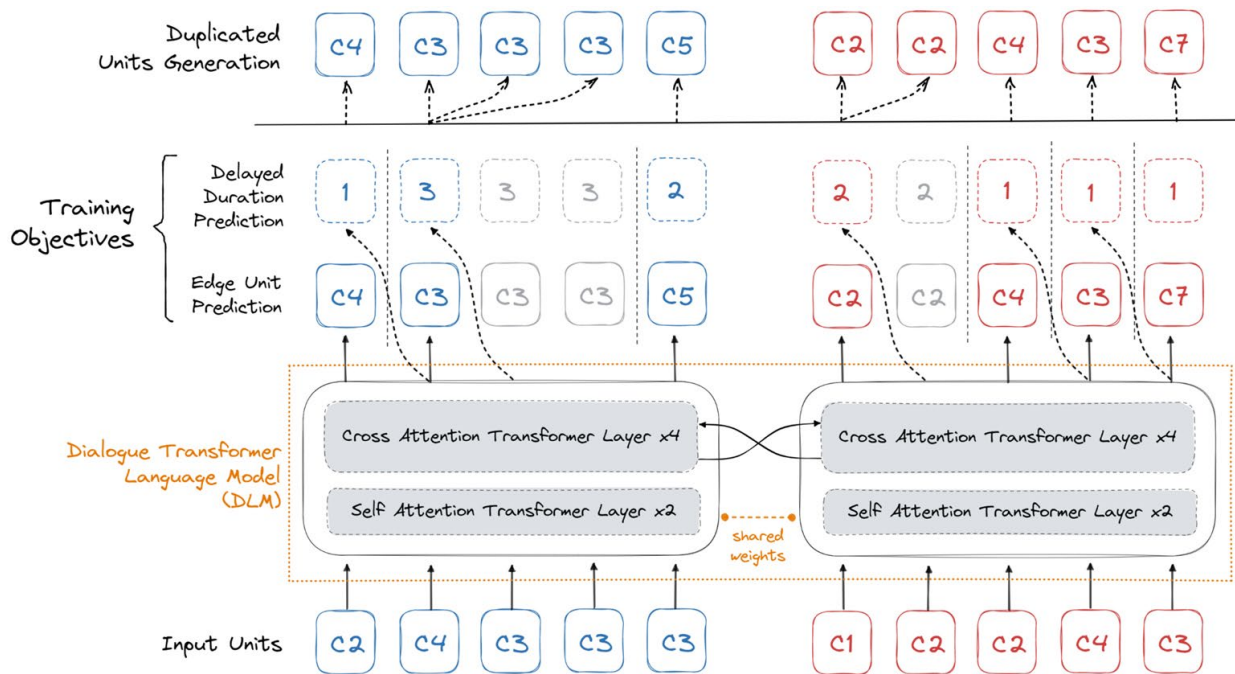 Duplicated
Units Generation
C4 C3 C3 C3 C5 C2 C2 C4 C3 C7
Training
Objectives
Delayed
Duration
Prediction
1 3 3 3 2 2 2 1 1 1
Edge Unit
Prediction
C4 C3 C3 C3 C5 C2 C2 C4 C3 C7
Dialogue Transformer
Language Model
(DLM)
Cross Attention Transformer Layer x4
Self Attention Transformer Layer x2
shared
weights
Cross Attention Transformer Layer x4
Self Attention Transformer Layer x2
Input Units
C2 C4 C3 C3 C3 C1 C2 C2 C4 C3